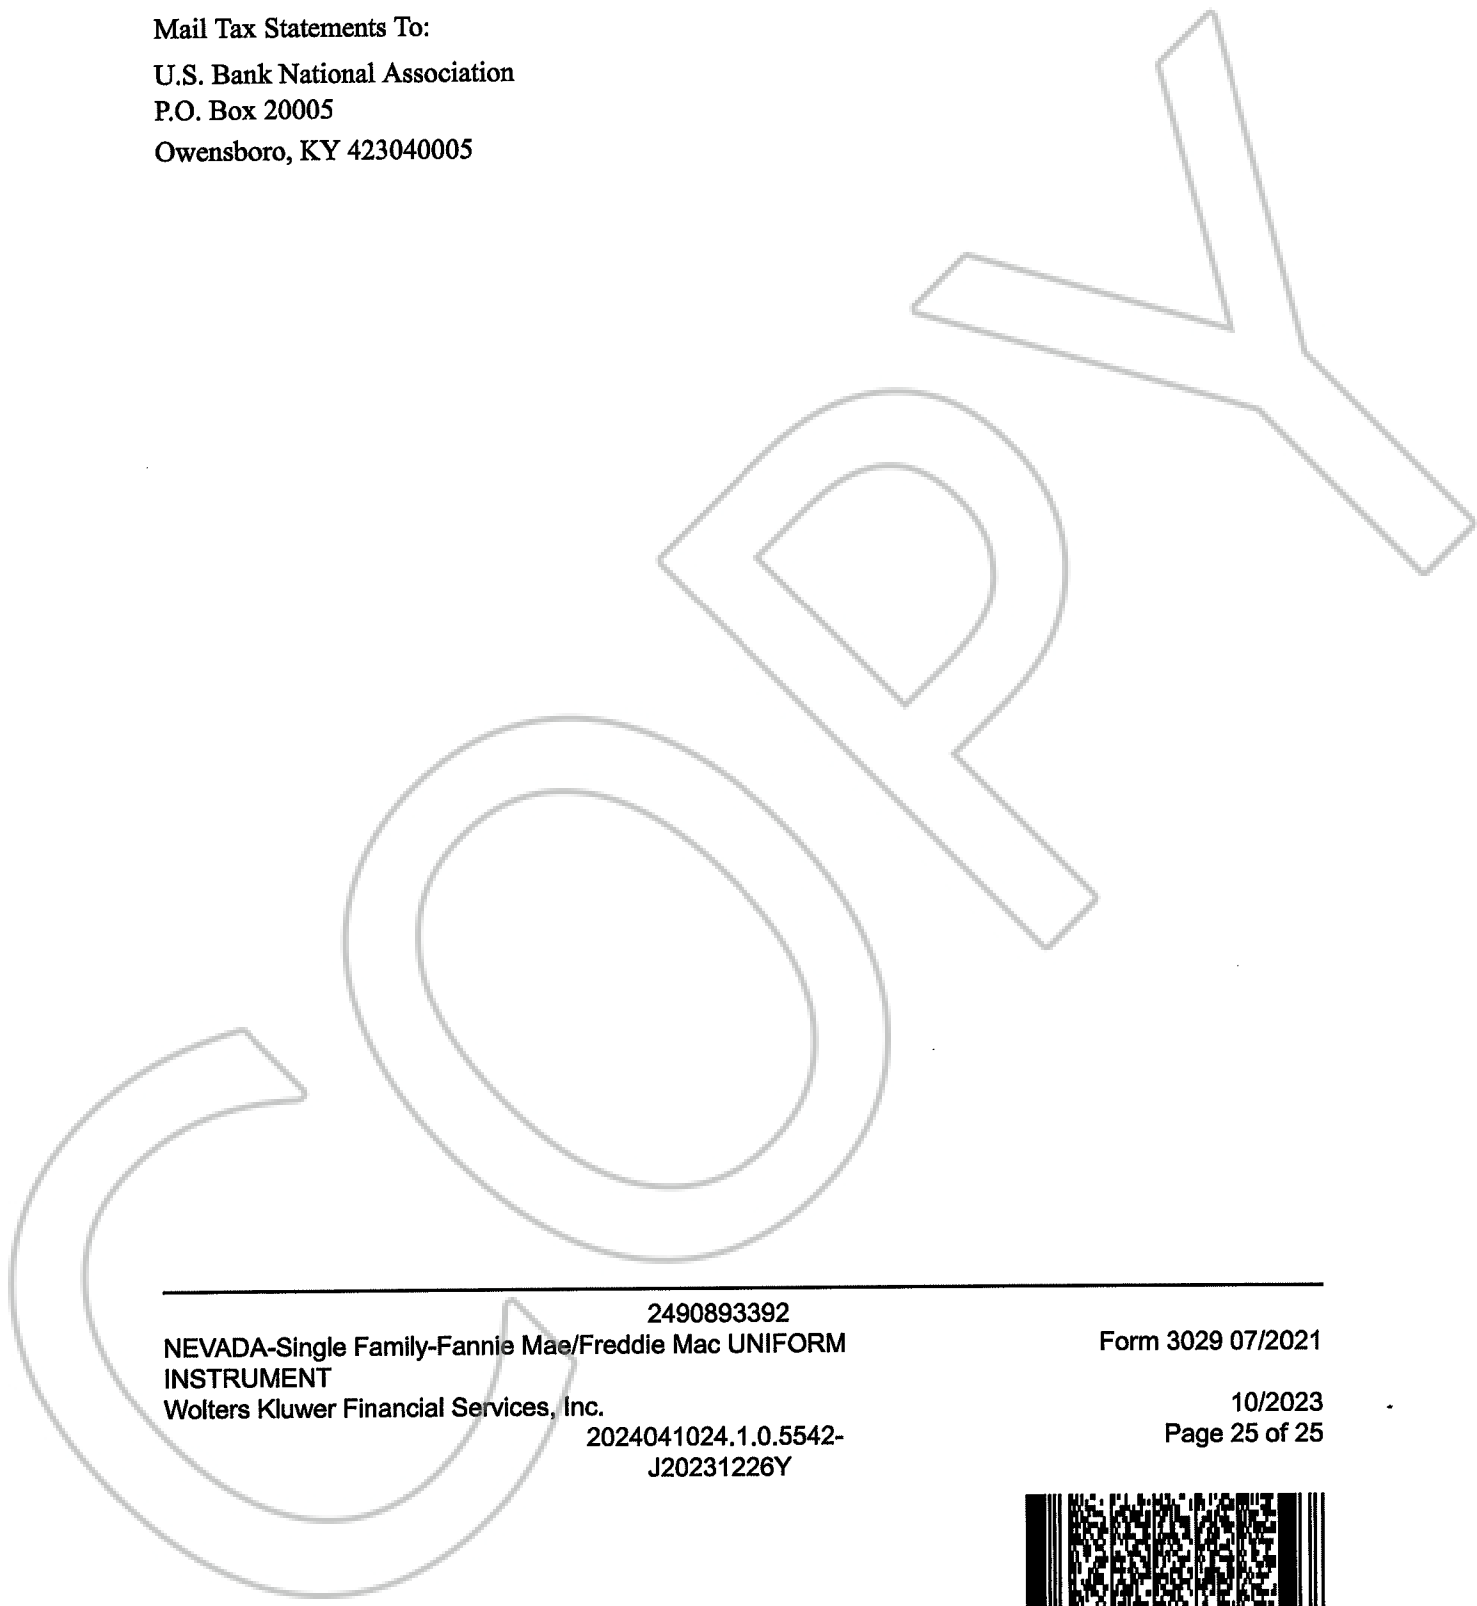 Mail Tax Statements To:
U.S. Bank National Association
P.O. Box 20005
Owensboro, KY 423040005
COPY
2490893392
NEVADA-Single Family-Fannie Mae/Freddie Mac UNIFORM
INSTRUMENT
Form 3029 07/2021
Wolters Kluwer Financial Services, Inc.
10/2023
2024041024.1.0.5542-
J20231226Y
Page 25 of 25